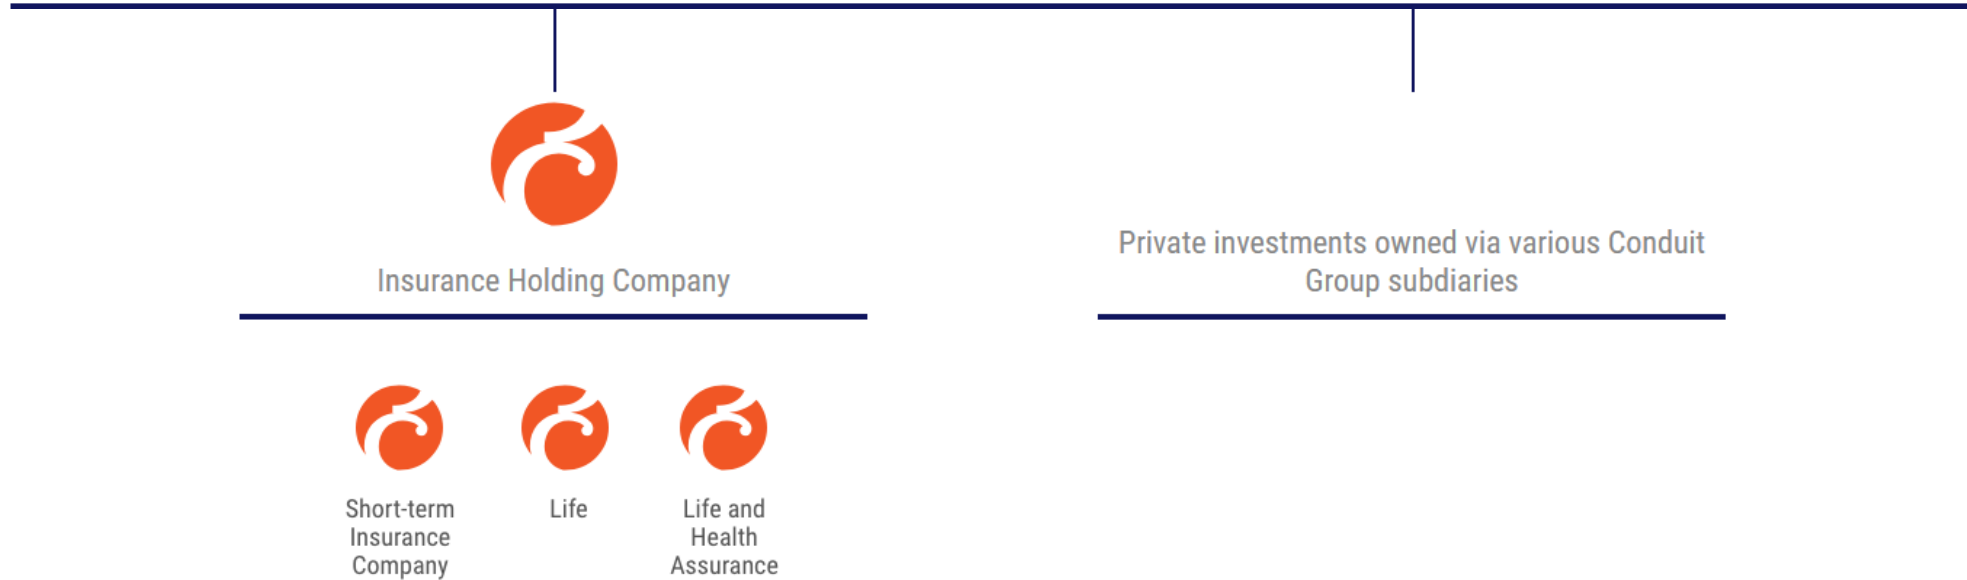 Insurance Holding Company
Private investments owned via various Conduit
Group subdiaries
Short-term
Insurance
Company
Life
Life and
Health
Assurance